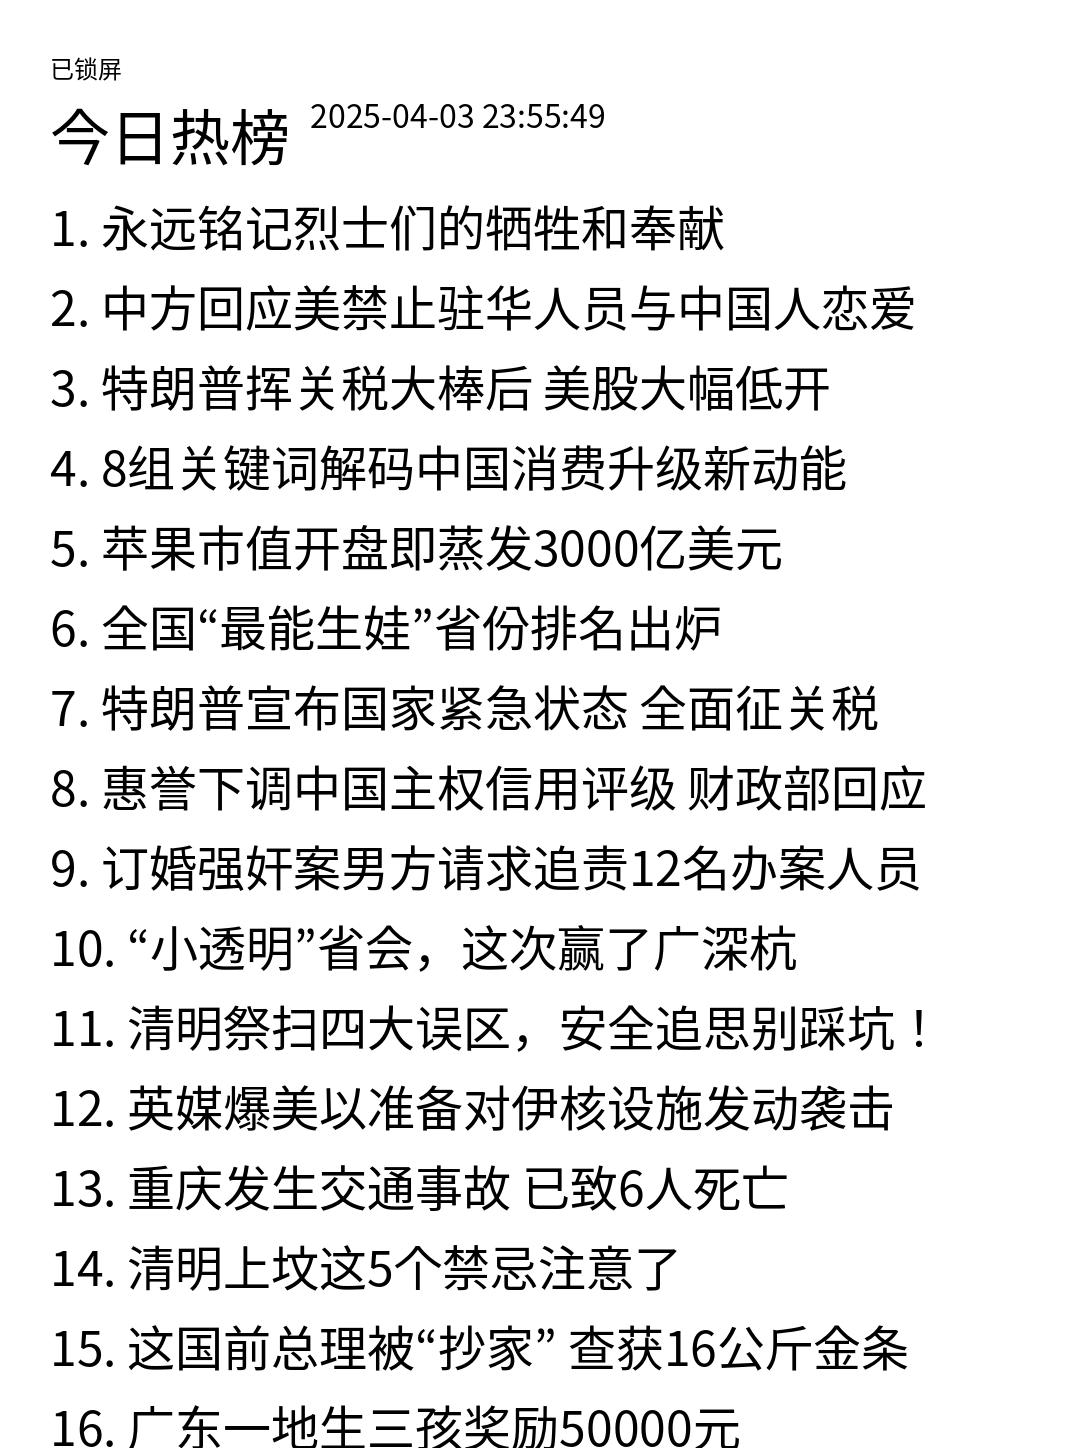 已锁屏
今日热榜 2025-04-03 23:55:49
1. 永远铭记烈士们的牺牲和奉献
2. 中方回应美禁止驻华人员与中国人恋爱
3. 特朗普挥关税大棒后 美股大幅低开
4. 8组关键词解码中国消费升级新动能
5. 苹果市值开盘即蒸发3000亿美元
6. 全国“最能生娃”省份排名出炉
7. 特朗普宣布国家紧急状态 全面征关税
8. 惠誉下调中国主权信用评级 财政部回应
9. 订婚强奸案男方请求追责12名办案人员
10. “小透明”省会，这次赢了广深杭
11. 清明祭扫四大误区，安全追思别踩坑！
12. 英媒爆美以准备对伊核设施发动袭击
13. 重庆发生交通事故 已致6人死亡
14. 清明上坟这5个禁忌注意了
15. 这国前总理被“抄家” 查获16公斤金条
16. 广东一地生三孩奖励50000元